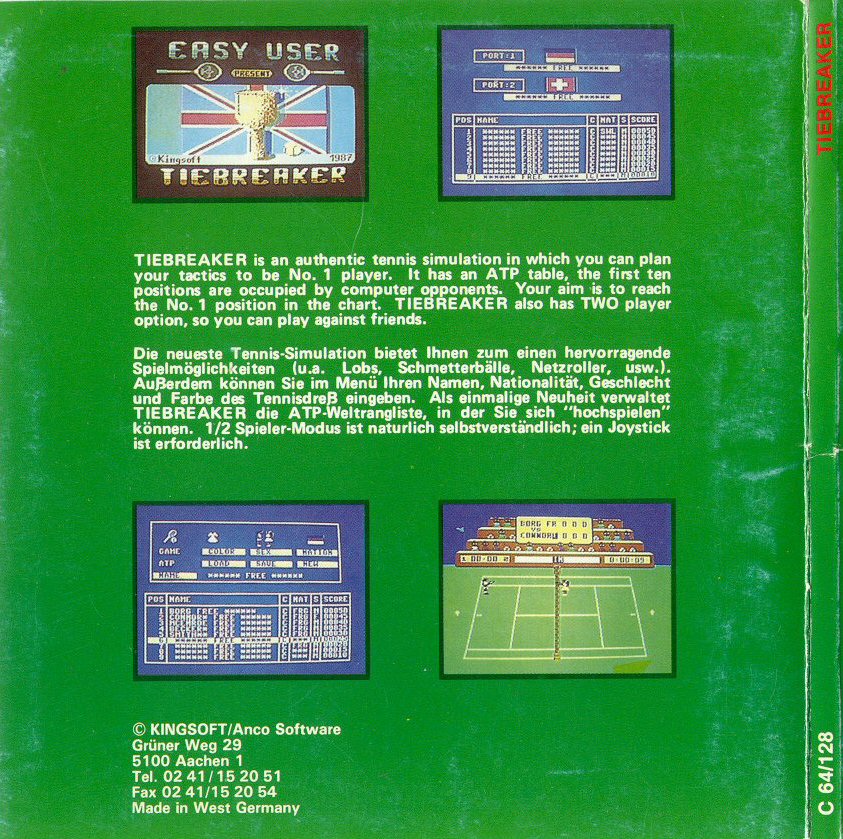 EASY USER
PRESENT
©Kingsoft 1987
TIEBREAKER
PORT:1
****** FREE ******
PORT:2
****** FREE ******
POS NAME C NAT S SCORE
TIEBREAKER is an authentic tennis simulation in which you can plan
your tactics to be No. 1 player. It has an ATP table, the first ten
positions are occupied by computer opponents. Your aim is to reach
the No. 1 position in the chart. TIEBREAKER also has TWO player
option, so you can play against friends.
Die neueste Tennis-Simulation bietet Ihnen zum einen hervorragende
Spielmöglichkeiten (u.a. Lobs, Schmetterbälle, Netzroller, usw.).
Außerdem können Sie im Menü Ihren Namen, Nationalität, Geschlecht
und Farbe des Tennisdreß eingeben. Als einmalige Neuheit verwaltet
TIEBREAKER die ATP-Weltrangliste, in der Sie sich "hochspielen"
können. 1/2 Spieler-Modus ist naturlich selbstverständlich; ein Joystick
ist erforderlich.
GAME COLOR SEX NATION
ATP LOAD SAVE NEW
NAME ****** FREE ******
POS NAME C NAT S SCORE
BORG FR 0 0 0
VS
CONNORW 0 0 0
© KINGSOFT/Anco Software
Grüner Weg 29
5100 Aachen 1
Tel. 02 41/15 20 51
Fax 02 41/15 20 54
Made in West Germany
TIEBREAKER
C 64/128